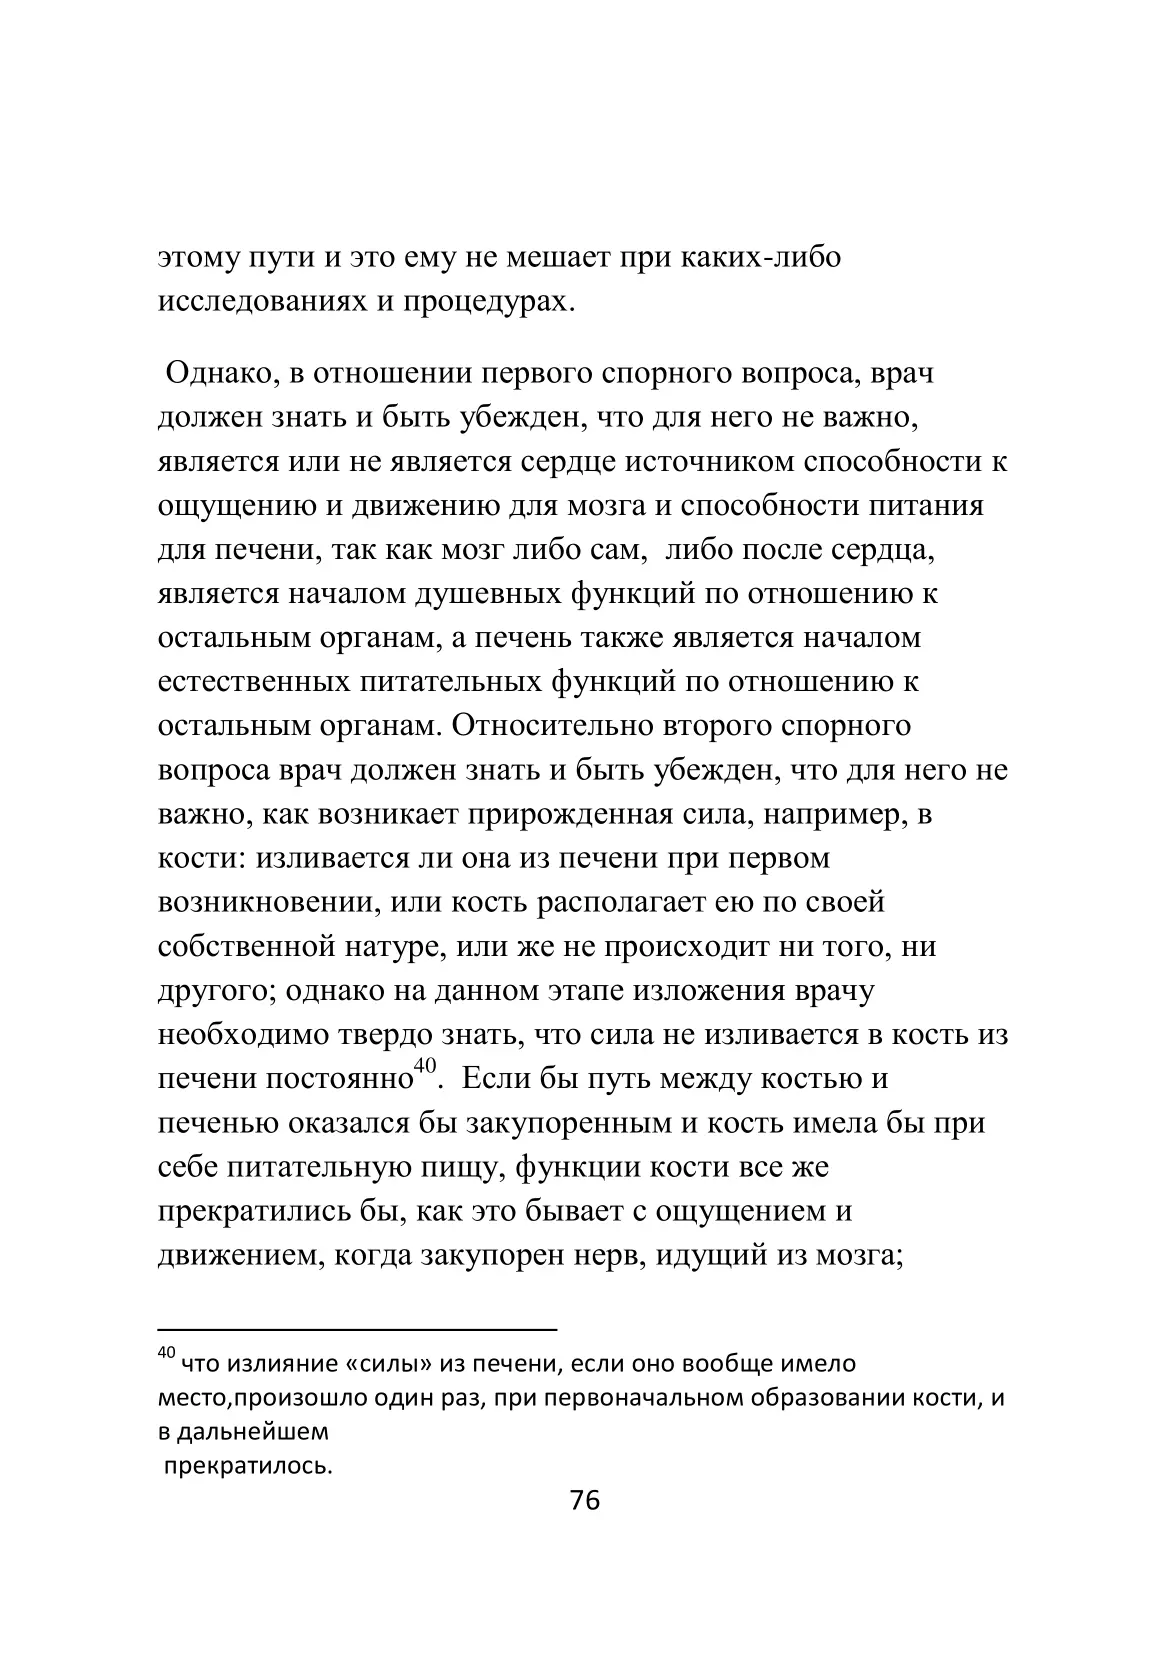 этому пути и это ему не мешает при каких-либо
исследованиях и процедурах.
Однако, в отношении первого спорного вопроса, врач
должен знать и быть убежден, что для него не важно,
является или не является сердце источником способности к
ощущению и движению для мозга и способности питания
для печени, так как мозг либо сам,  либо после сердца,
является началом душевных функций по отношению к
остальным органам, а печень также является началом
естественных питательных функций по отношению к
остальным органам. Относительно второго спорного
вопроса врач должен знать и быть убежден, что для него не
важно, как возникает прирожденная сила, например, в
кости: изливается ли она из печени при первом
возникновении, или кость располагает ею по своей
собственной натуре, или же не происходит ни того, ни
другого; однако на данном этапе изложения врачу
необходимо твердо знать, что сила не изливается в кость из
печени постоянно40.  Если бы путь между костью и
печенью оказался бы закупоренным и кость имела бы при
себе питательную пищу, функции кости все же
прекратились бы, как это бывает с ощущением и
движением, когда закупорен нерв, идущий из мозга;
40 что излияние «силы» из печени, если оно вообще имело
место,произошло один раз, при первоначальном образовании кости, и
в дальнейшем
прекратилось.
76